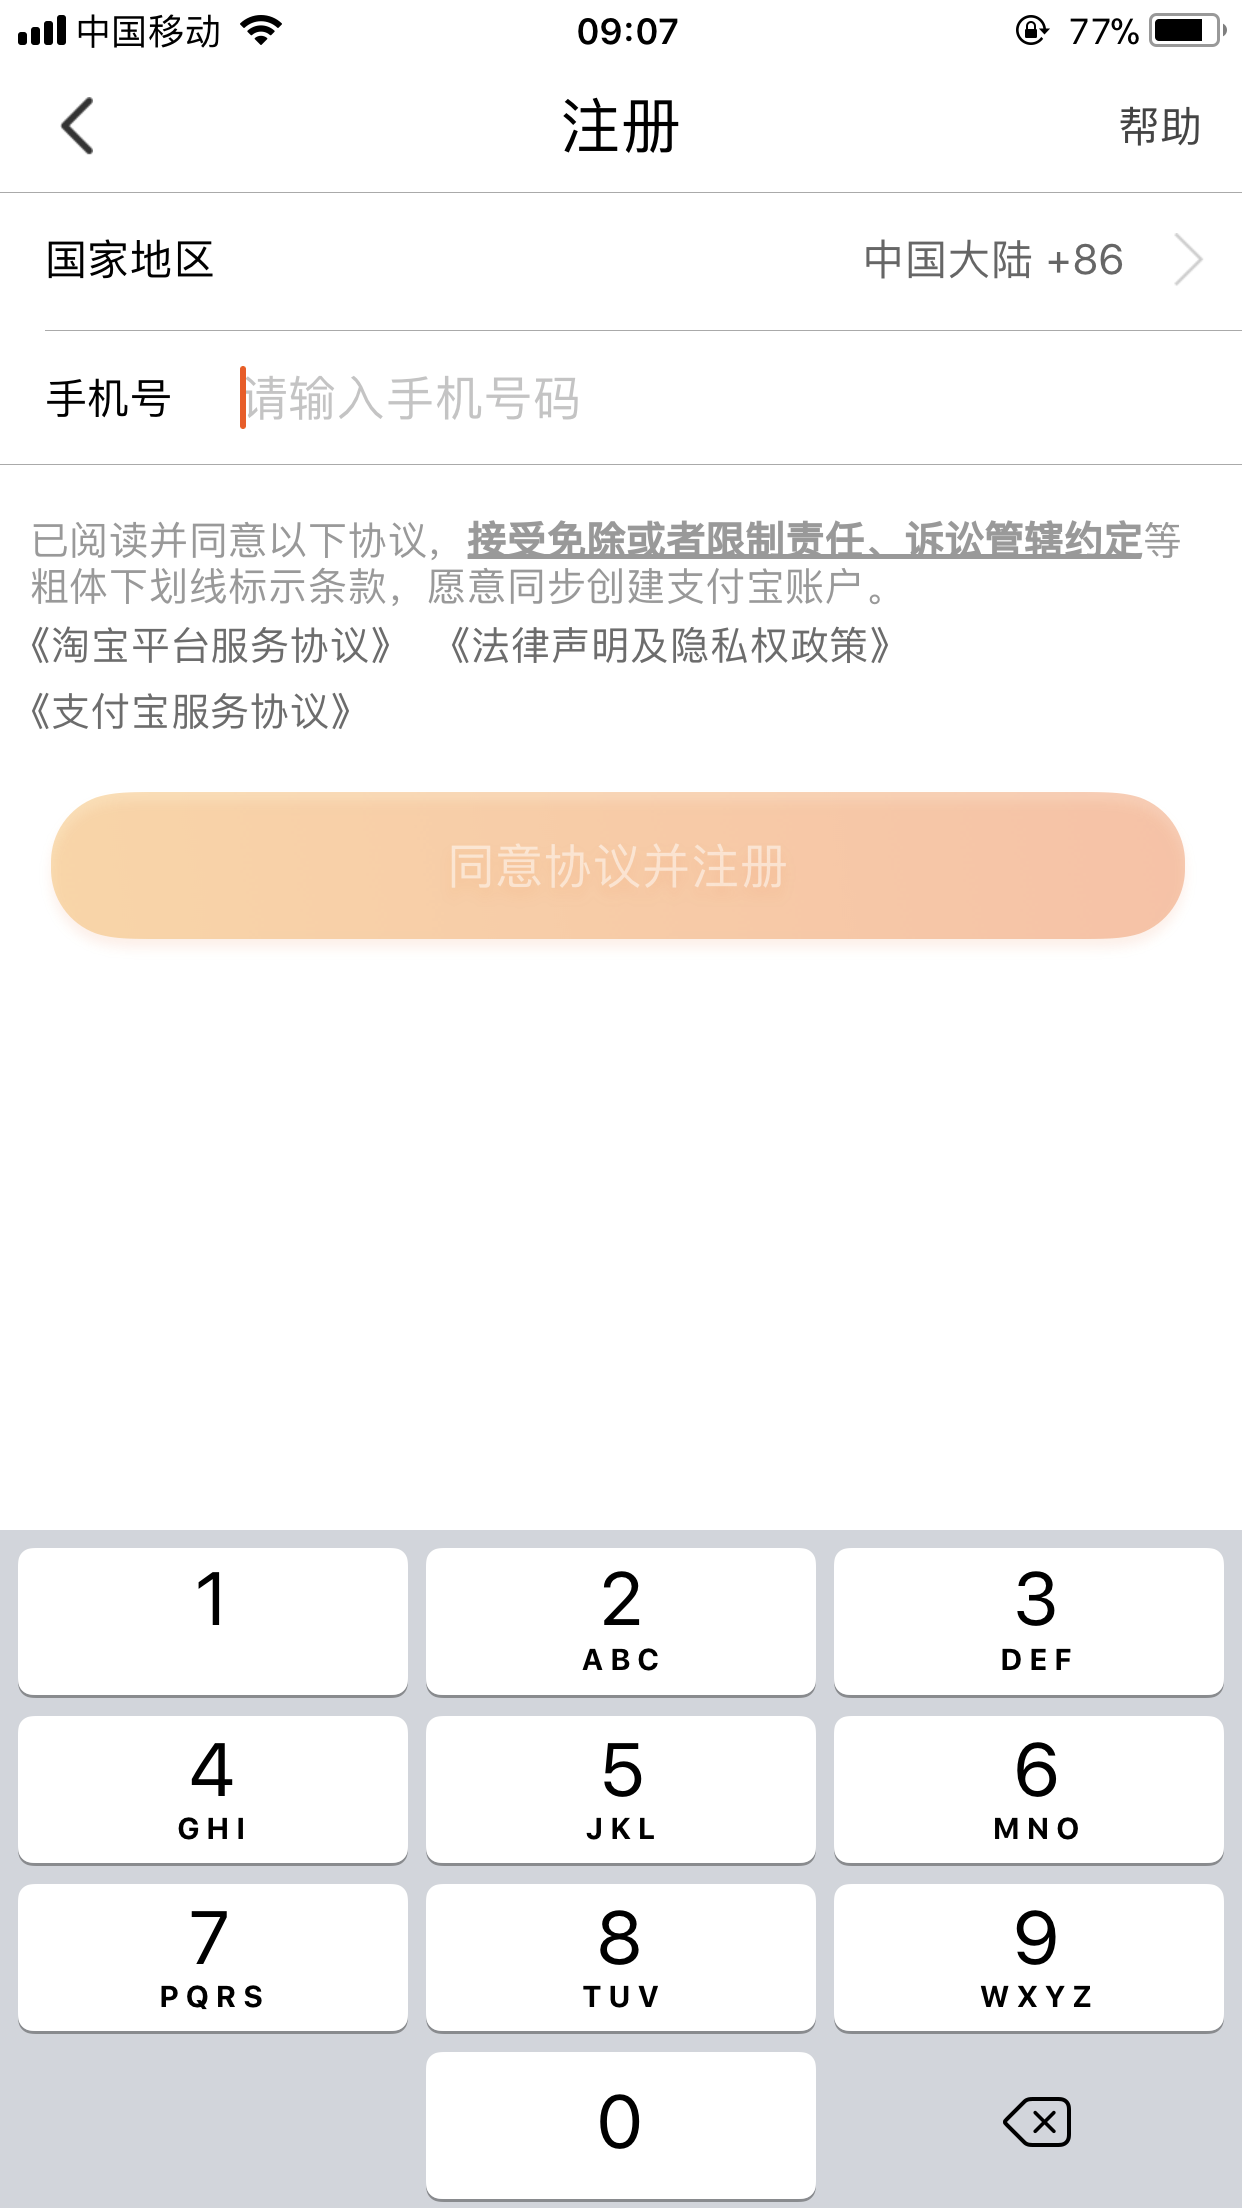 中国移动 09:07 77%
注册 帮助
国家地区 中国大陆 +86
手机号 请输入手机号码
已阅读并同意以下协议，接受免除或者限制责任、诉讼管辖约定等
粗体下划线标示条款，愿意同步创建支付宝账户。
《淘宝平台服务协议》 《法律声明及隐私权政策》
《支付宝服务协议》
同意协议并注册
1 2 3
ABC DEF
4 5 6
GHI JKL MNO
7 8 9
PQRS TUV WXYZ
0